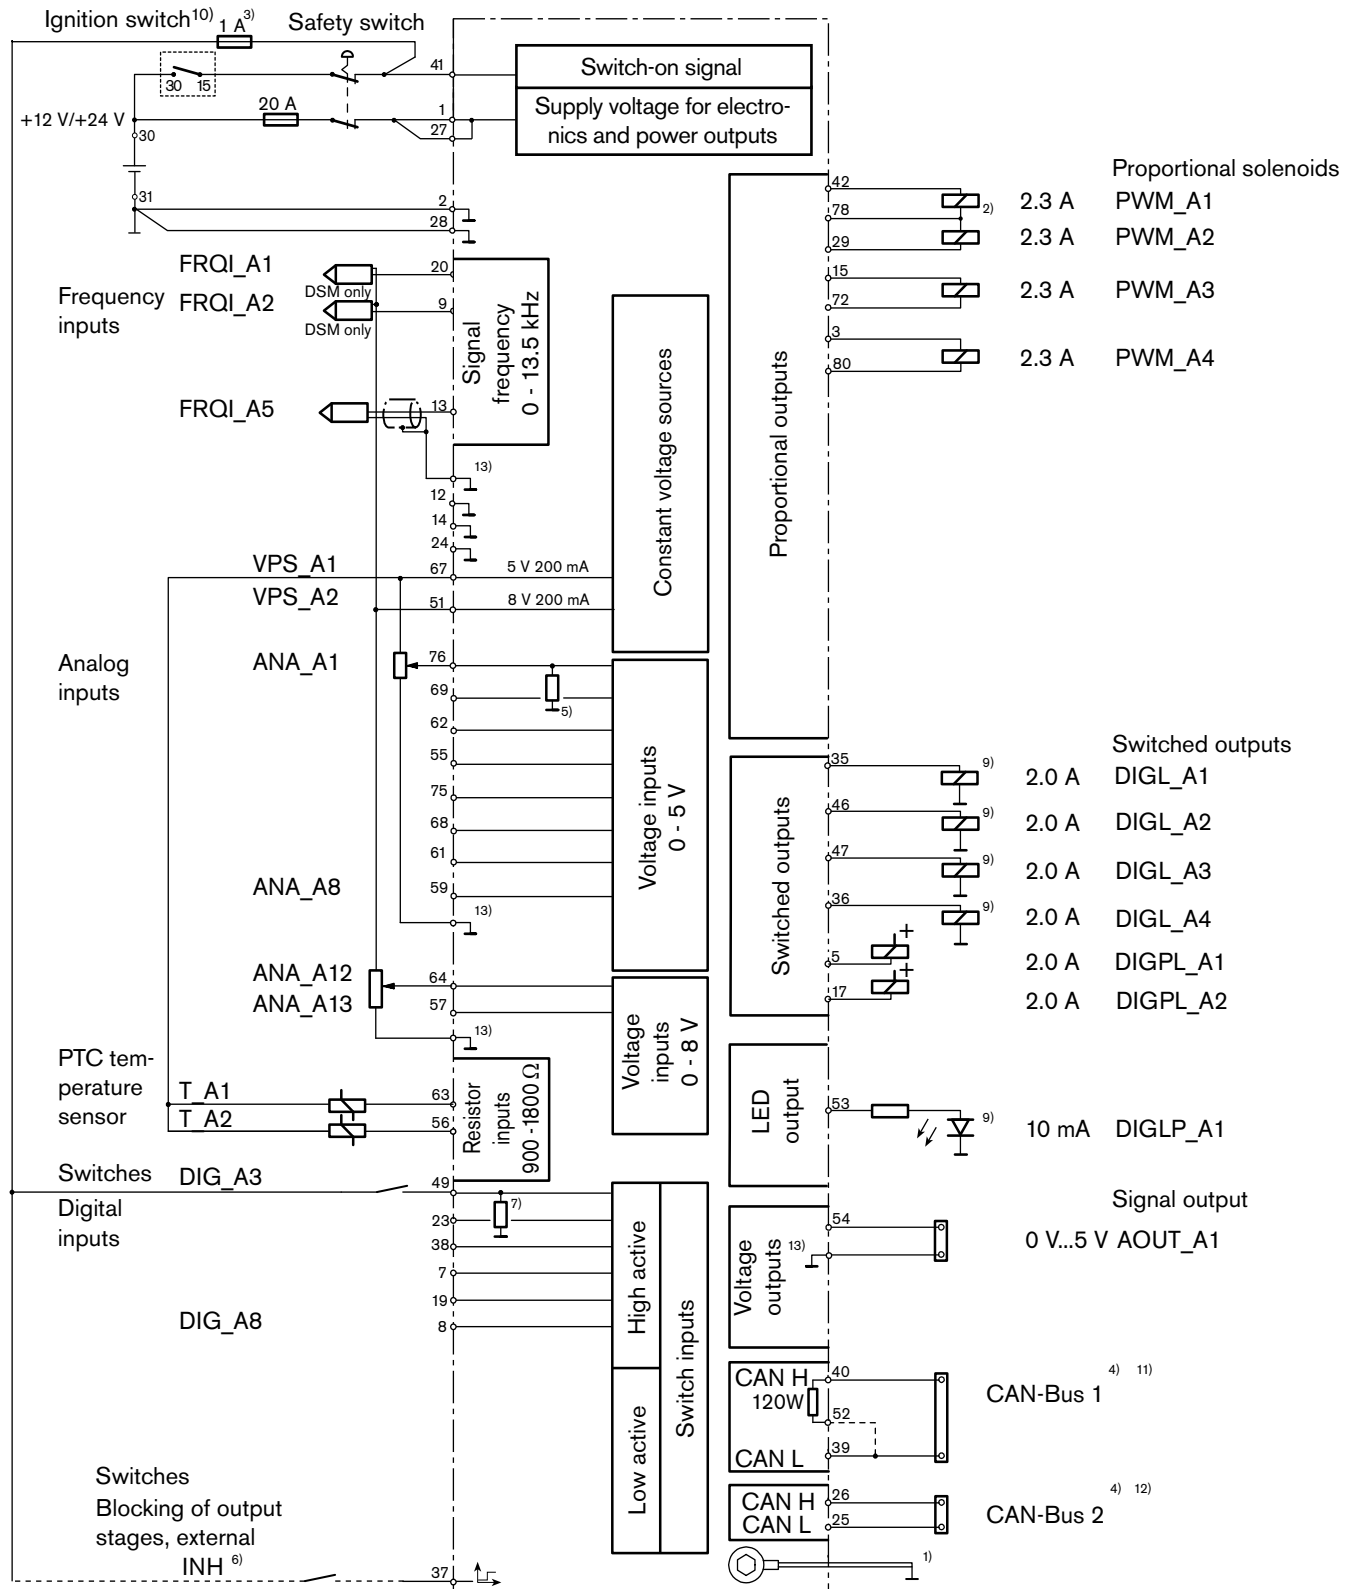 Ignition switch10)
1 A3)
Safety switch
30 15
41
Switch-on signal
20 A
+12 V/+24 V
1
27
Supply voltage for electro-
nics and power outputs
30
31
2
28
Proportional solenoids
42
78
29
2)
2.3 A PWM_A1
2.3 A PWM_A2
15
72
2.3 A PWM_A3
3
80
2.3 A PWM_A4
Proportional outputs
Frequency
inputs
FRQI_A1
DSM only
20
FRQI_A2
DSM only
9
FRQI_A5
13
Signal
frequency
0 - 13.5 kHz
13)
12
14
24
Constant voltage sources
VPS_A1
67
5 V 200 mA
VPS_A2
51
8 V 200 mA
Analog
inputs
ANA_A1
76
69
5)
62
55
75
68
61
ANA_A8
59
13)
Voltage inputs
0 - 5 V
ANA_A12
64
ANA_A13
57
13)
Voltage
inputs
0 - 8 V
PTC tem-
perature
sensor
T_A1
63
T_A2
56
Resistor
inputs
900 -1800 Ω
Switches
DIG_A3
49
Digital
inputs
7)
23
38
7
19
DIG_A8
8
High active
Low active
Switch inputs
Switches
Blocking of output
stages, external
INH 6)
37
Switched outputs
Switched outputs
35
9)
2.0 A DIGL_A1
46
9)
2.0 A DIGL_A2
47
9)
2.0 A DIGL_A3
36
9)
2.0 A DIGL_A4
5
+
2.0 A DIGPL_A1
17
+
2.0 A DIGPL_A2
LED
output
53
9)
10 mA DIGLP_A1
Signal output
Voltage
outputs
13)
54
0 V...5 V AOUT_A1
CAN H
40
120W
52
CAN L
39
CAN-Bus 1 4) 11)
CAN H
26
CAN L
25
CAN-Bus 2 4) 12)
1)